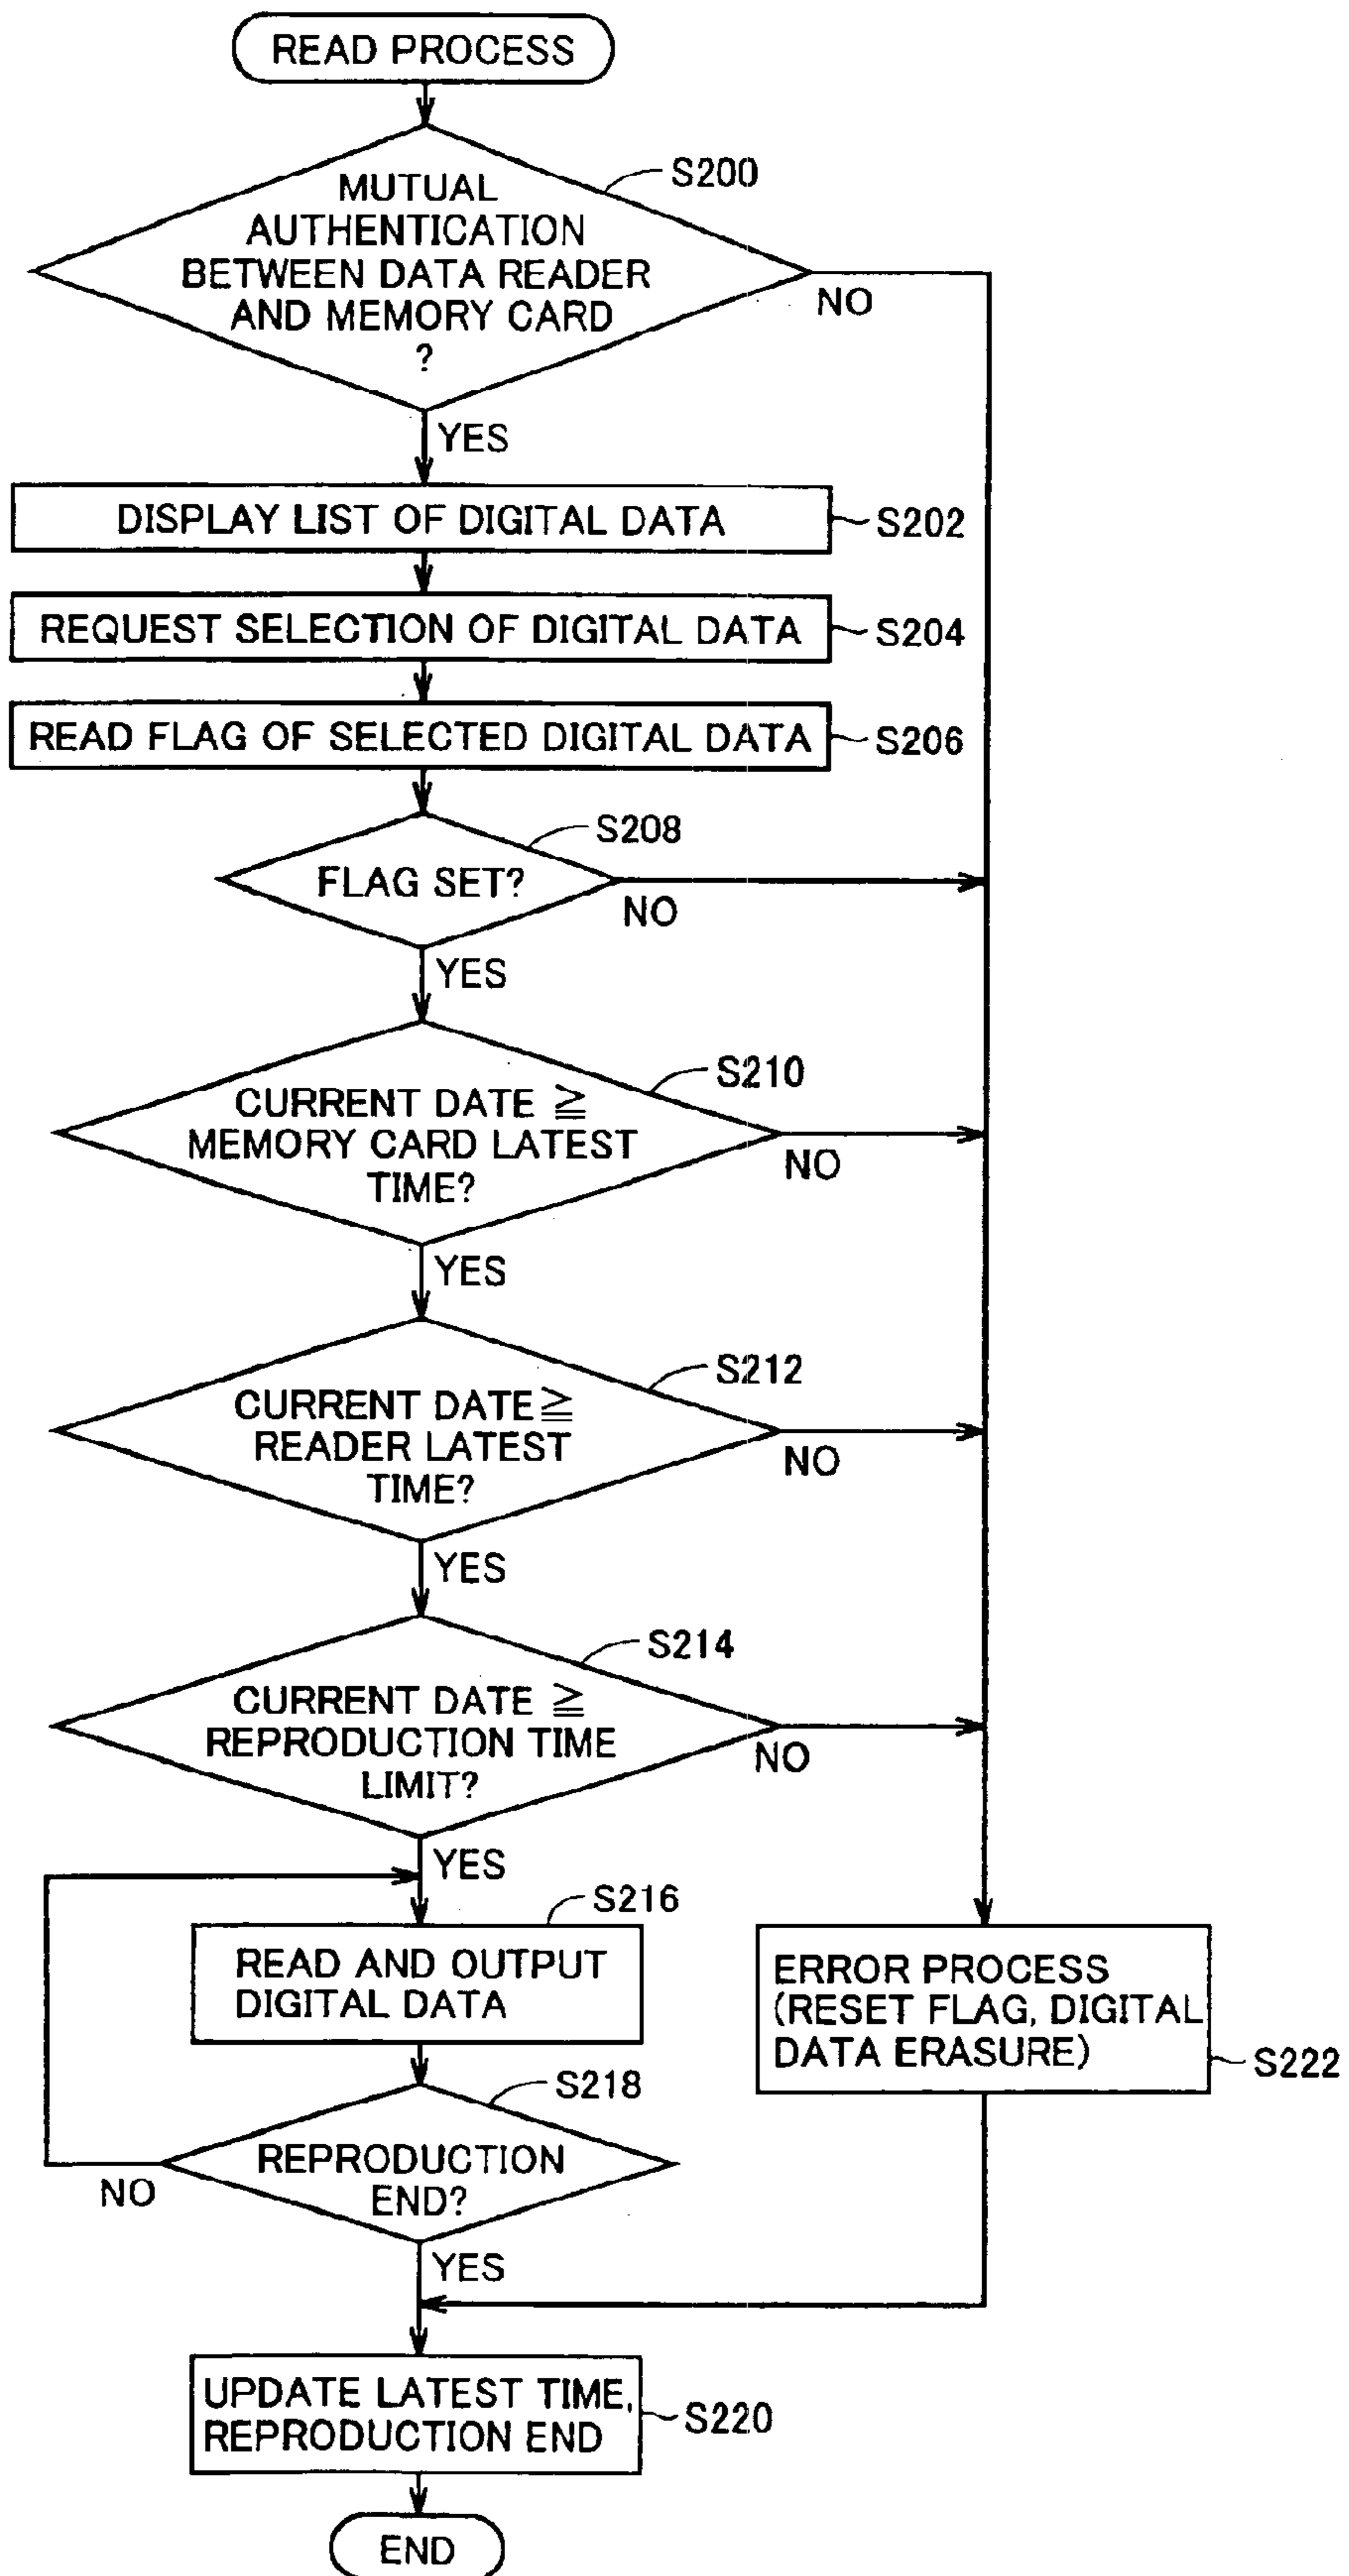 READ PROCESS
S200
MUTUAL
AUTHENTICATION
BETWEEN DATA READER
AND MEMORY CARD
?
NO
YES
DISPLAY LIST OF DIGITAL DATA
S202
REQUEST SELECTION OF DIGITAL DATA
S204
READ FLAG OF SELECTED DIGITAL DATA
S206
S208
FLAG SET?
NO
YES
S210
CURRENT DATE ≧
MEMORY CARD LATEST
TIME?
NO
YES
S212
CURRENT DATE≧
READER LATEST
TIME?
NO
YES
S214
CURRENT DATE ≧
REPRODUCTION TIME
LIMIT?
NO
YES
S216
READ AND OUTPUT
DIGITAL DATA
ERROR PROCESS
(RESET FLAG, DIGITAL
DATA ERASURE)
S222
S218
REPRODUCTION
END?
NO
YES
UPDATE LATEST TIME,
REPRODUCTION END
S220
END